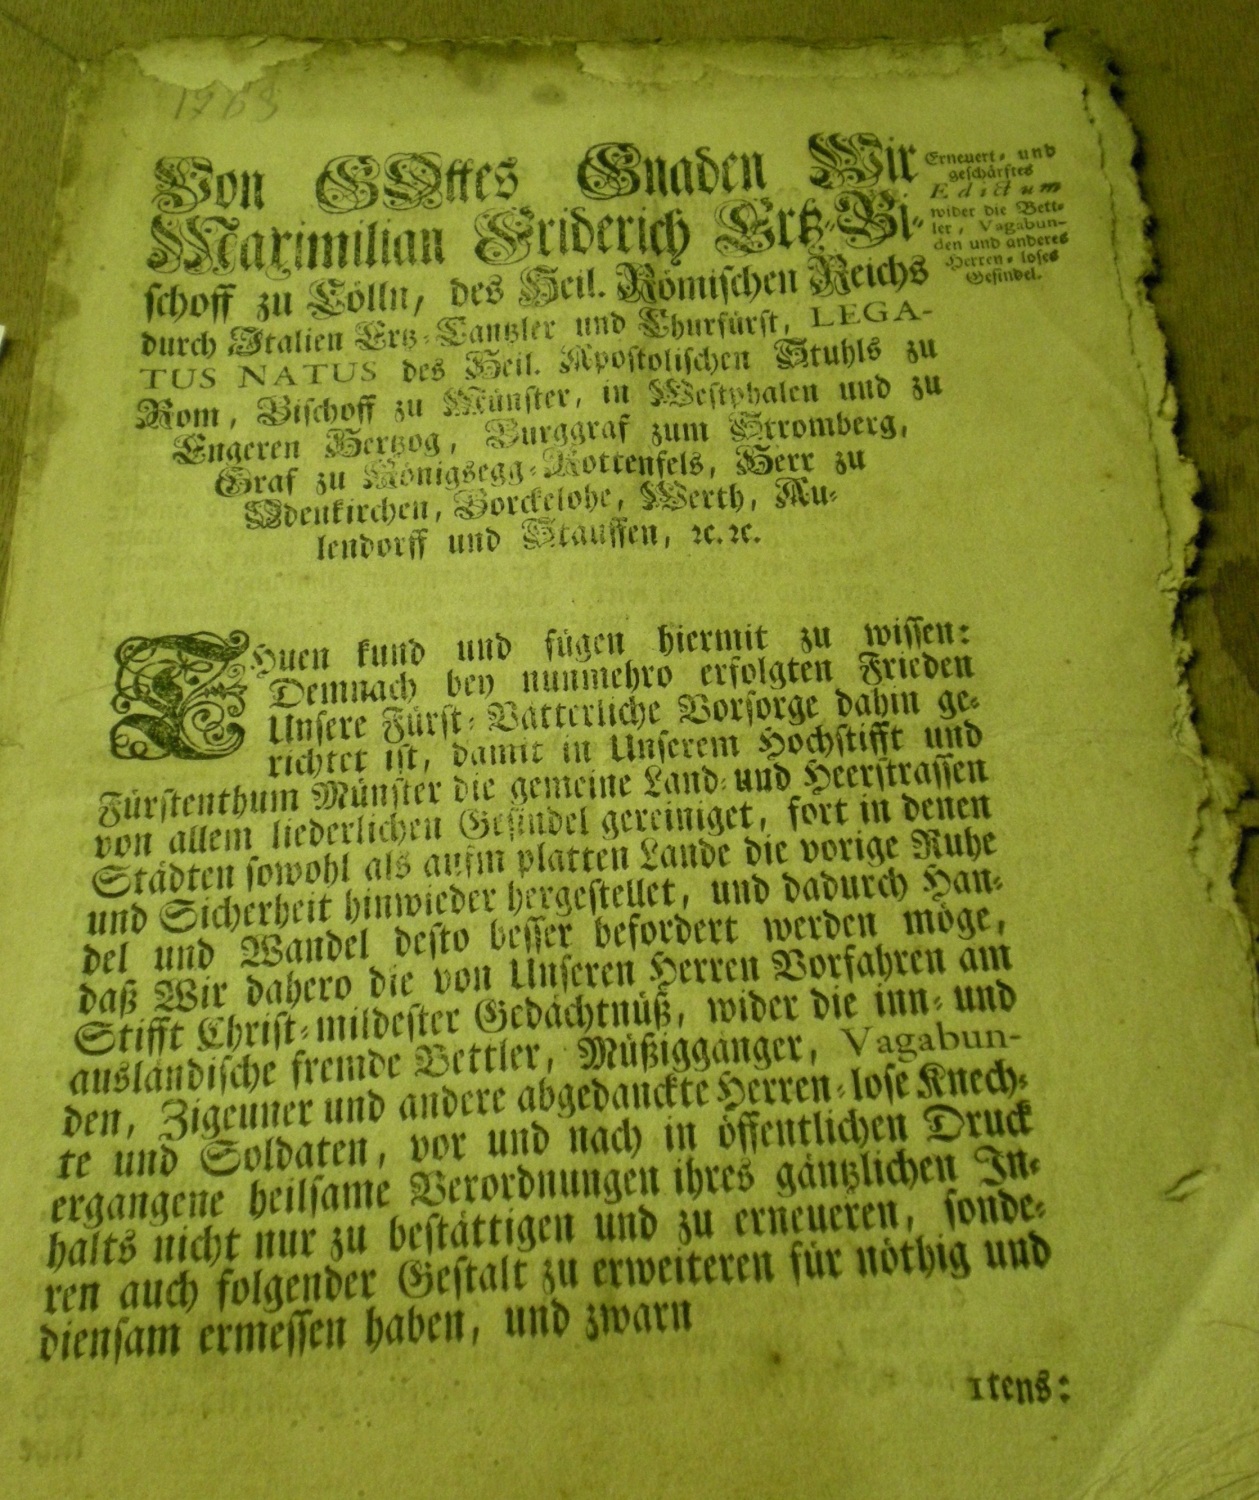 1763
Von GOttes Gnaden Wir
Maximilian Friderich Ertz-Bi-
schoff zu Cölln, des Heil. Römischen Reichs
durch Italien Ertz-Cantzler und Churfürst, LEGA-
TUS NATUS des Heil. Apostolischen Stuhls zu
Rom, Bischoff zu Münster, in Westphalen und zu
Engeren Hertzog, Burggraf zum Stromberg,
Graf zu Königsegg-Rottenfels, Herr zu
Odenkirchen, Borckelohe, Werth, Au-
lendorff und Stauffen, ꝛc. ꝛc.
Erneuert- und
geschärftes
Edictum
wider die Bett-
ler, Vagabun-
den und anderes
Herren-loses
Gesindel.
THuen kund und fügen hiermit zu wissen:
Demnach bey nunmehro erfolgten Frieden
Unsere Fürst-Vätterliche Vorsorge dahin ge-
richtet ist, damit in Unserem Hochstifft und
Fürstenthum Münster die gemeine Land- und Heerstrassen
von allem liederlichen Gesindel gereiniget, fort in denen
Städten sowohl als aufm platten Lande die vorige Ruhe
und Sicherheit hinwieder hergestellet, und dadurch Han-
del und Wandel desto besser befordert werden möge,
daß Wir dahero die von Unseren Herren Vorfahren am
Stifft Christ-mildester Gedächtnüß, wider die inn- und
ausländische fremde Bettler, Müßiggänger, Vagabun-
den, Zigeuner und andere abgedanckte Herren-lose Knech-
te und Soldaten, vor und nach in öffentlichen Druck
ergangene heilsame Verordnungen ihres gäntzlichen In-
halts nicht nur zu bestättigen und zu erneueren, sonde-
ren auch folgender Gestalt zu erweiteren für nöthig und
diensam ermessen haben, und zwarn
1tens: